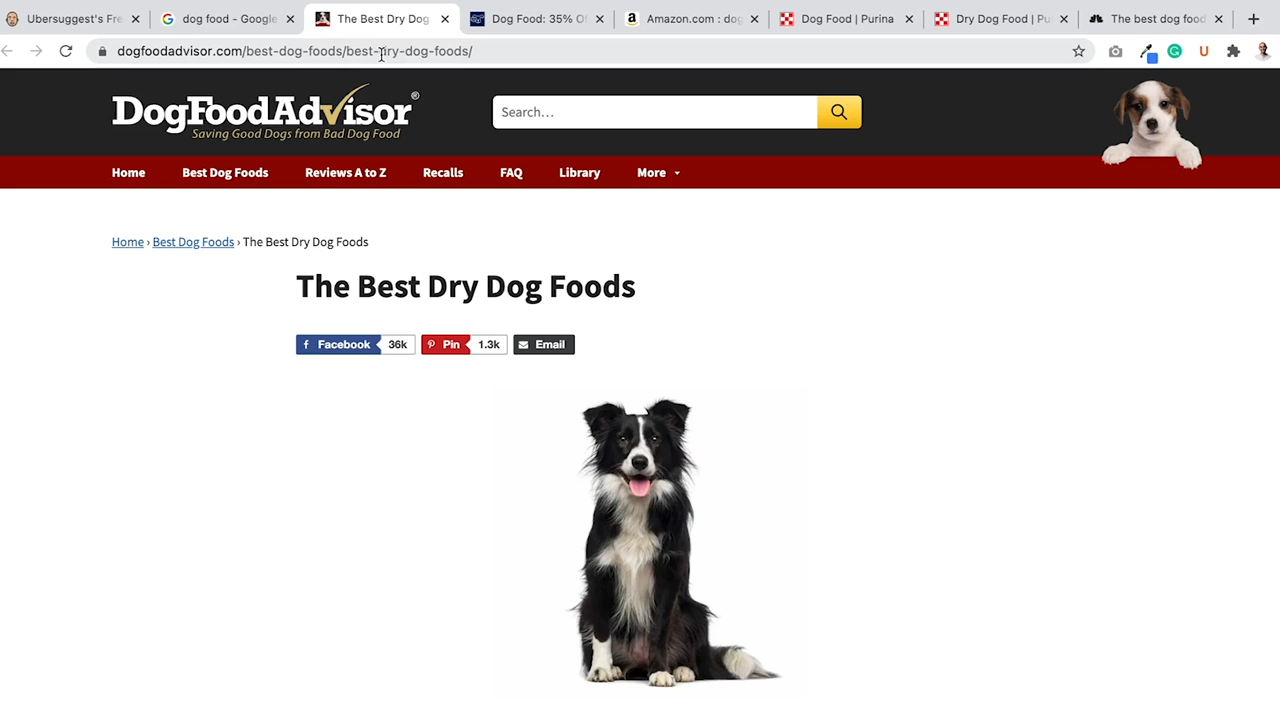 Ubersuggest's Fre
dog food - Google
The Best Dry Dog
Dog Food: 35% Of
Amazon.com : dog
Dog Food | Purina
Dry Dog Food | Pu
The best dog food
dogfoodadvisor.com/best-dog-foods/best-dry-dog-foods/
DogFoodAdvisor®
Saving Good Dogs from Bad Dog Food
Search…
Home Best Dog Foods Reviews A to Z Recalls FAQ Library More
Home › Best Dog Foods › The Best Dry Dog Foods
The Best Dry Dog Foods
Facebook 36k Pin 1.3k Email